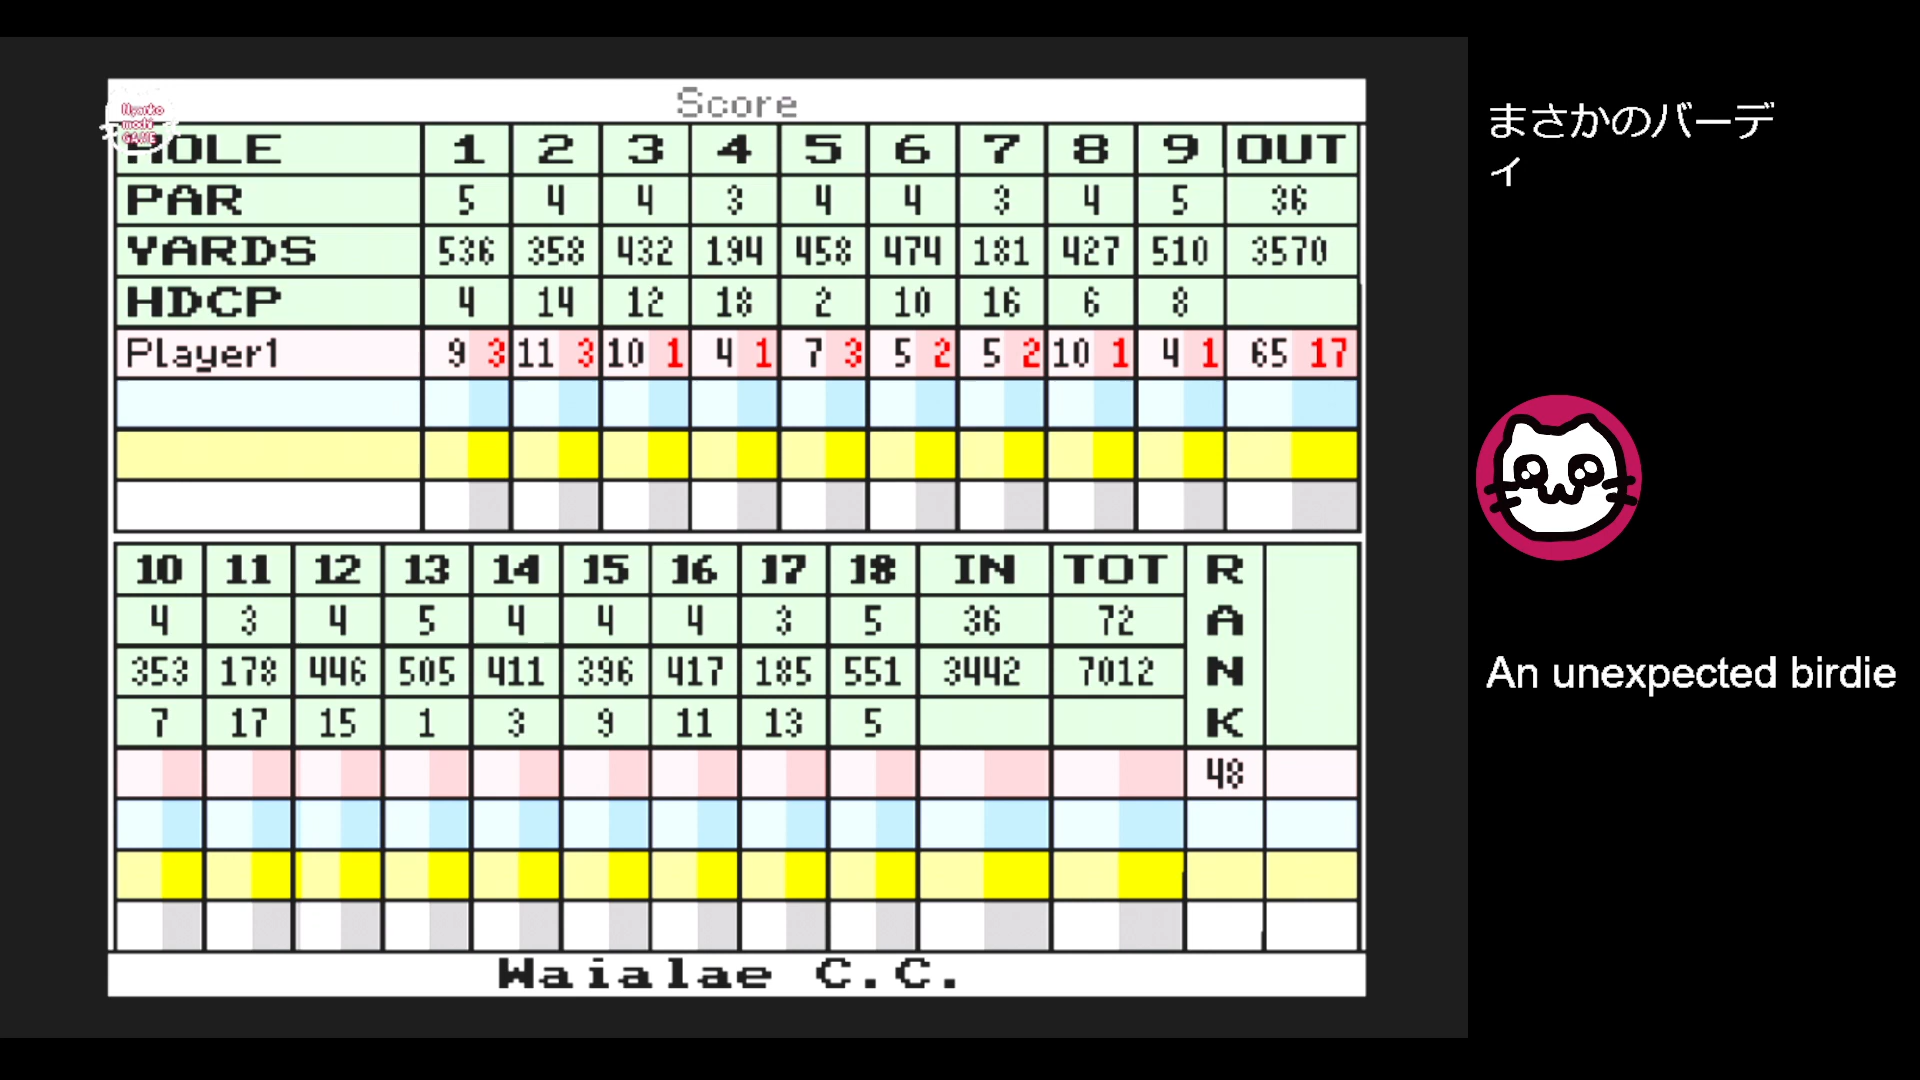 Score
Nyanko
mochi
GAME
HOLE 1 2 3 4 5 6 7 8 9 OUT
PAR 5 4 4 3 4 4 3 4 5 36
YARDS 536 358 432 194 458 474 181 427 510 3570
HDCP 4 14 12 18 2 10 16 6 8
Player1 9 3 11 3 10 1 4 1 7 3 5 2 5 2 10 1 4 1 65 17
10 11 12 13 14 15 16 17 18 IN TOT R
4 3 4 5 4 4 4 3 5 36 72 A
353 178 446 505 411 396 417 185 551 3442 7012 N
7 17 15 1 3 9 11 13 5 K
48
Waialae C.C.
まさかのバーデ
ィ
An unexpected birdie